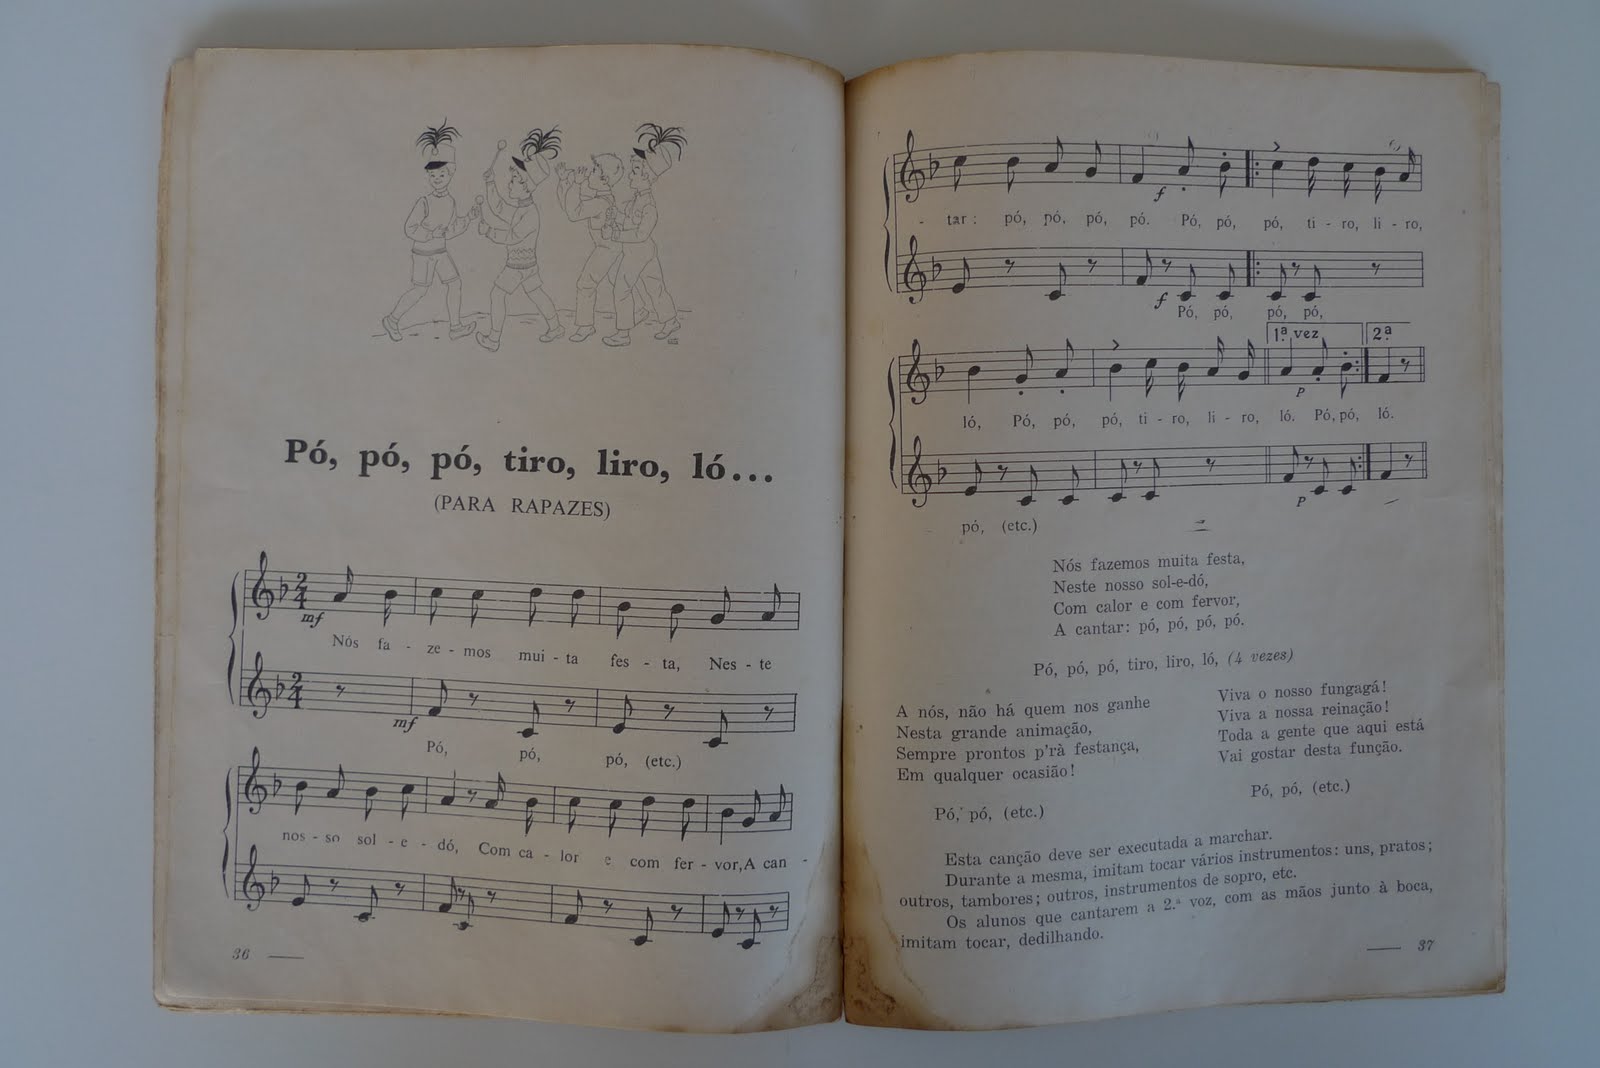 Pó, pó, pó, tiro, liro, ló...
(PARA RAPAZES)
2 4
mf
Nós fa - ze - mos mui - ta fes - ta, Nes - te
2 4
mf
Pó, pó, pó, (etc.)
nos - so sol - e - dó, Com ca - lor e com fer - vor, A can -
36
- tar : pó, pó, pó, pó. Pó, pó, pó, ti - ro, li - ro,
f
f
Pó, pó, pó, pó,
1.ª vez 2.ª
p
ló, Pó, pó, pó, ti - ro, li - ro, ló. Pó, pó, ló.
p
pó, (etc.)
Nós fazemos muita festa,
Neste nosso sol-e-dó,
Com calor e com fervor,
A cantar: pó, pó, pó, pó.
Pó, pó, pó, tiro, liro, ló, (4 vezes)
A nós, não há quem nos ganhe
Nesta grande animação,
Sempre prontos p'rà festança,
Em qualquer ocasião!
Pó, pó, (etc.)
Viva o nosso fungagá!
Viva a nossa reinação!
Toda a gente que aqui está
Vai gostar desta função.
Pó, pó, (etc.)
Esta canção deve ser executada a marchar.
Durante a mesma, imitam tocar vários instrumentos: uns, pratos;
outros, tambores; outros, instrumentos de sopro, etc.
Os alunos que cantarem a 2.ª voz, com as mãos junto à boca,
imitam tocar, dedilhando.
37